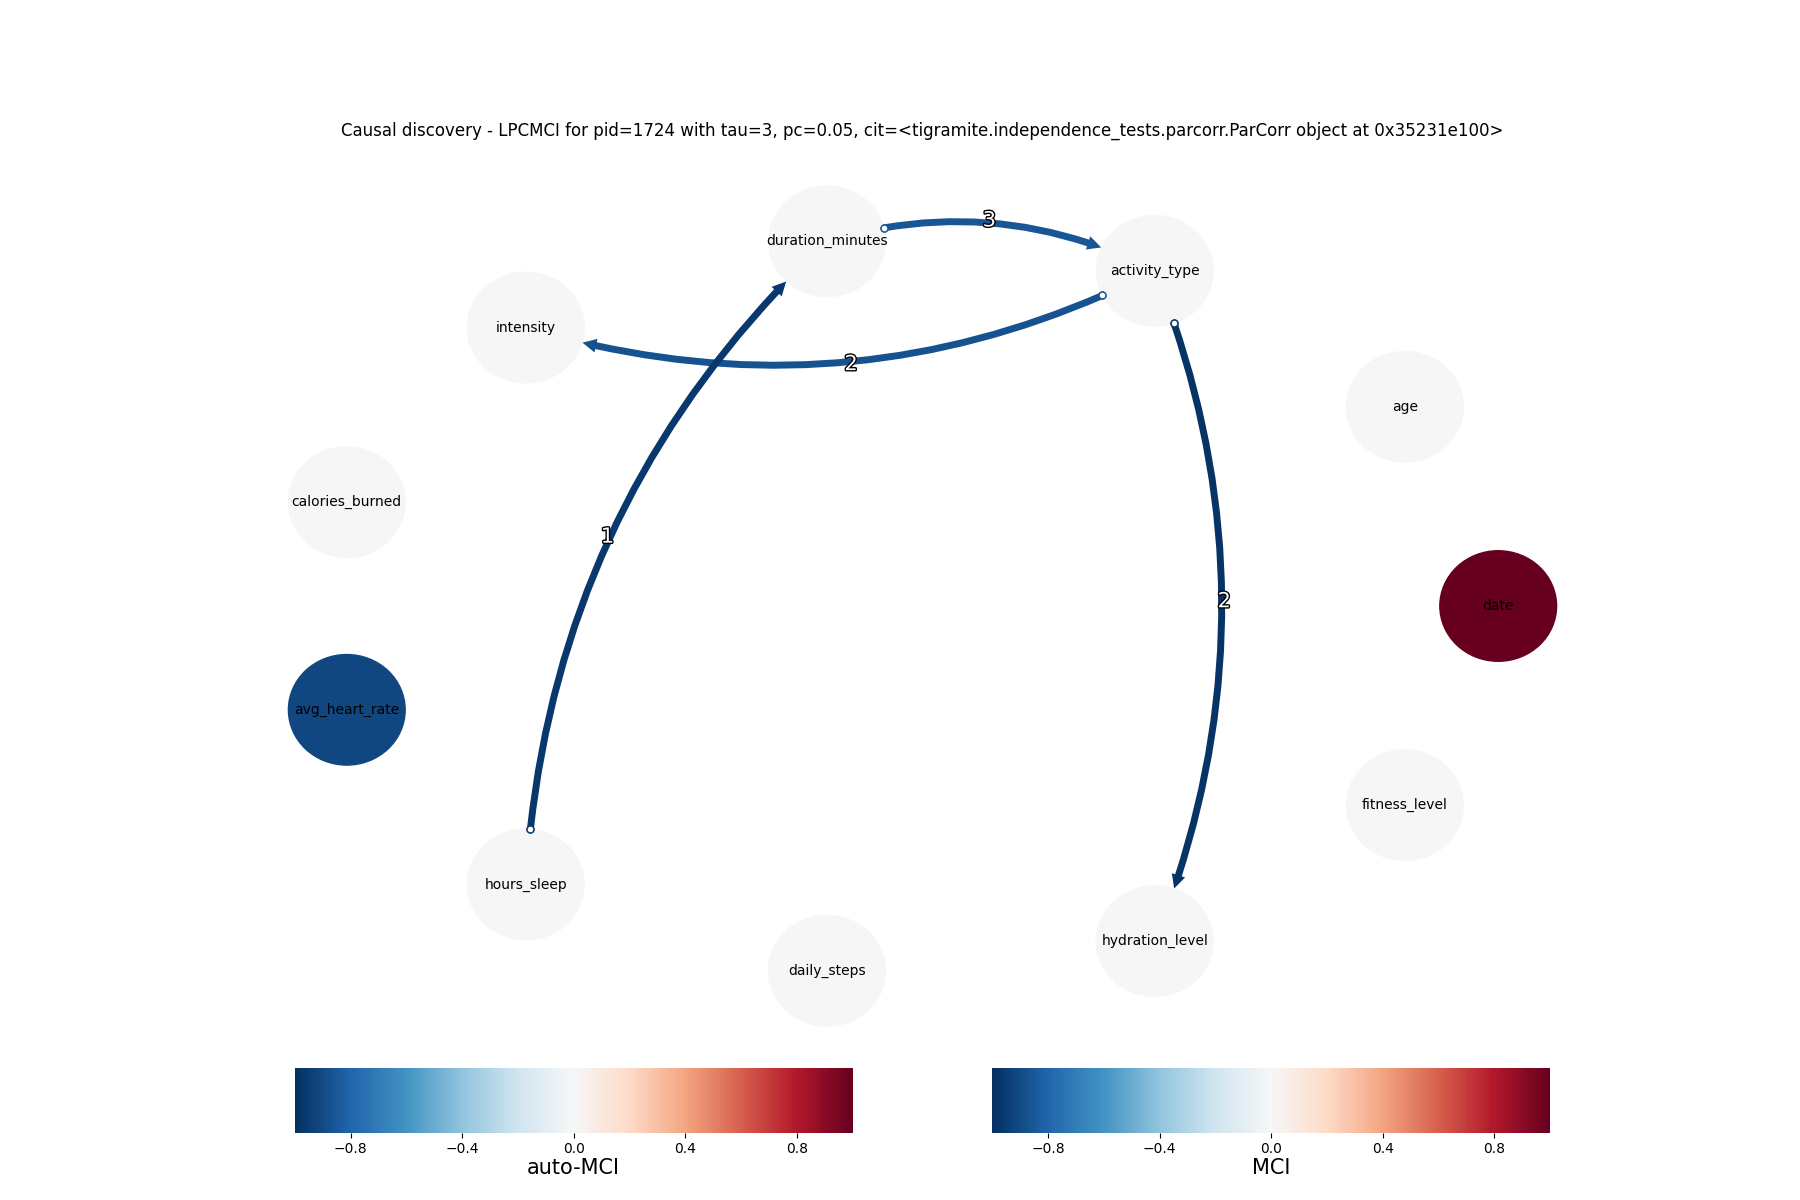 Causal discovery - LPCMCI for pid=1724 with tau=3, pc=0.05, cit=<tigramite.independence_tests.parcorr.ParCorr object at 0x35231e100>
3
duration_minutes
activity_type
intensity
2
age
calories_burned
1
2
date
avg_heart_rate
fitness_level
hours_sleep
hydration_level
daily_steps
−0.8 −0.4 0.0 0.4 0.8
auto-MCI
−0.8 −0.4 0.0 0.4 0.8
MCI